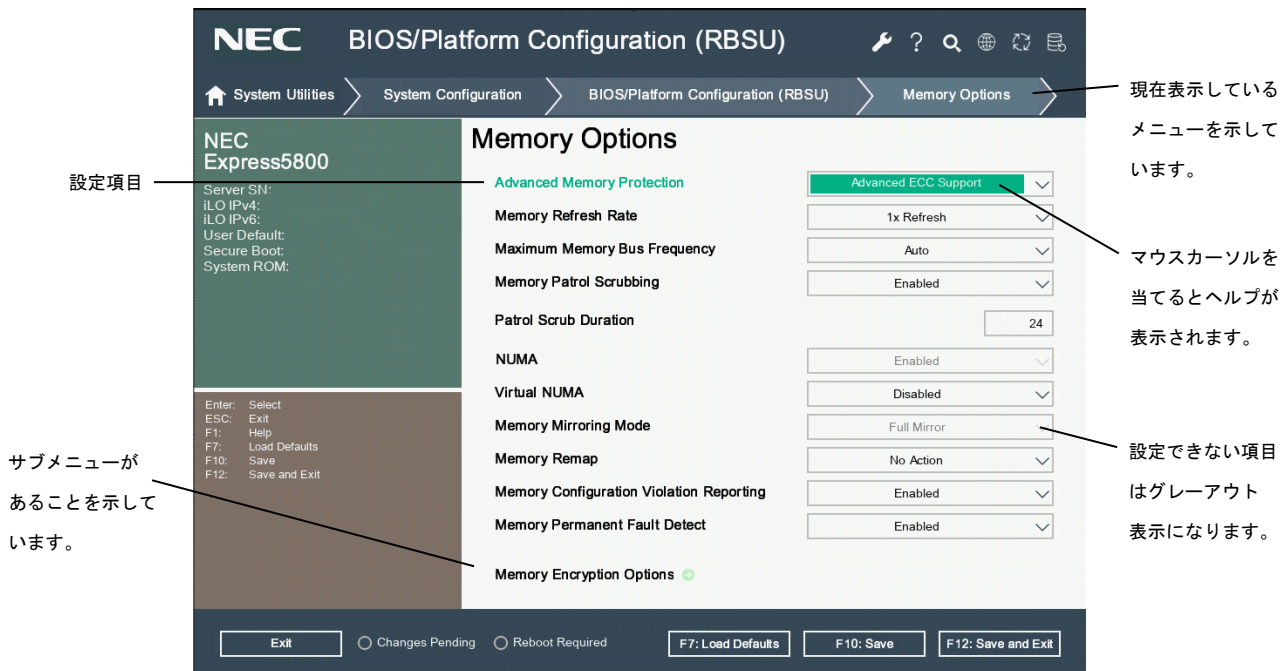 NEC BIOS/Platform Configuration (RBSU) ?
System Utilities System Configuration BIOS/Platform Configuration (RBSU) Memory Options
NEC
Express5800
Server SN:
iLO IPv4:
iLO IPv6:
User Default:
Secure Boot:
System ROM:
Enter: Select
ESC: Exit
F1: Help
F7: Load Defaults
F10: Save
F12: Save and Exit
Memory Options
Advanced Memory Protection Advanced ECC Support
Memory Refresh Rate 1x Refresh
Maximum Memory Bus Frequency Auto
Memory Patrol Scrubbing Enabled
Patrol Scrub Duration 24
NUMA Enabled
Virtual NUMA Disabled
Memory Mirroring Mode Full Mirror
Memory Remap No Action
Memory Configuration Violation Reporting Enabled
Memory Permanent Fault Detect Enabled
Memory Encryption Options
Exit Changes Pending Reboot Required F7: Load Defaults F10: Save F12: Save and Exit
設定項目
サブメニューが
あることを示して
います。
現在表示している
メニューを示して
います。
マウスカーソルを
当てるとヘルプが
表示されます。
設定できない項目
はグレーアウト
表示になります。